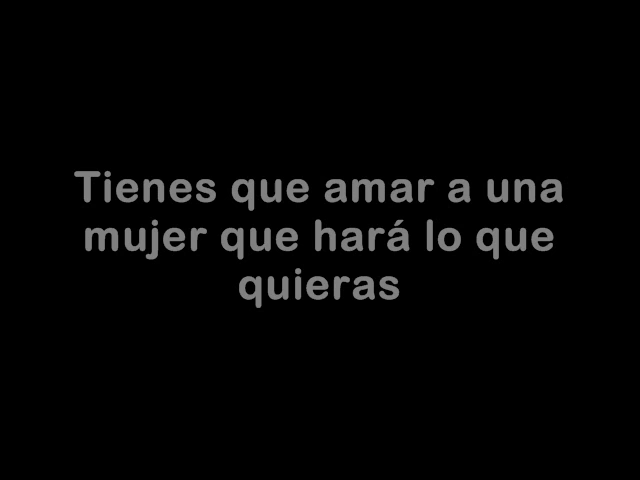 Tienes que amar a una
mujer que hará lo que
quieras